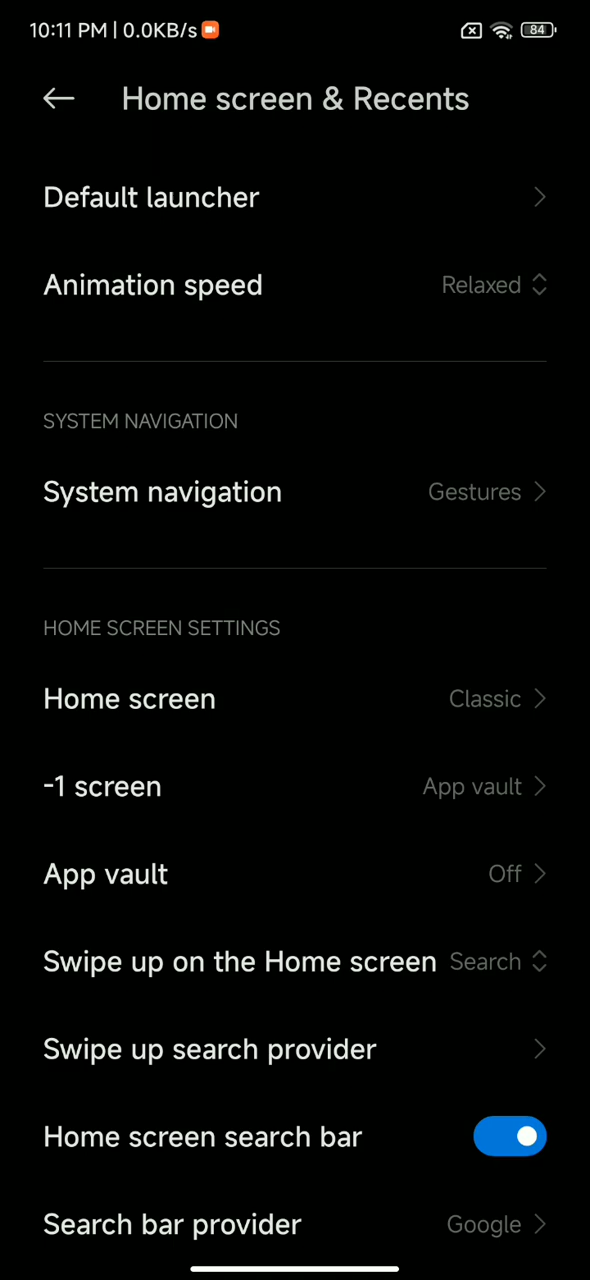 10:11 PM | 0.0KB/s 84
Home screen & Recents
Default launcher
Animation speed Relaxed
SYSTEM NAVIGATION
System navigation Gestures
HOME SCREEN SETTINGS
Home screen Classic
-1 screen App vault
App vault Off
Swipe up on the Home screen Search
Swipe up search provider
Home screen search bar
Search bar provider Google